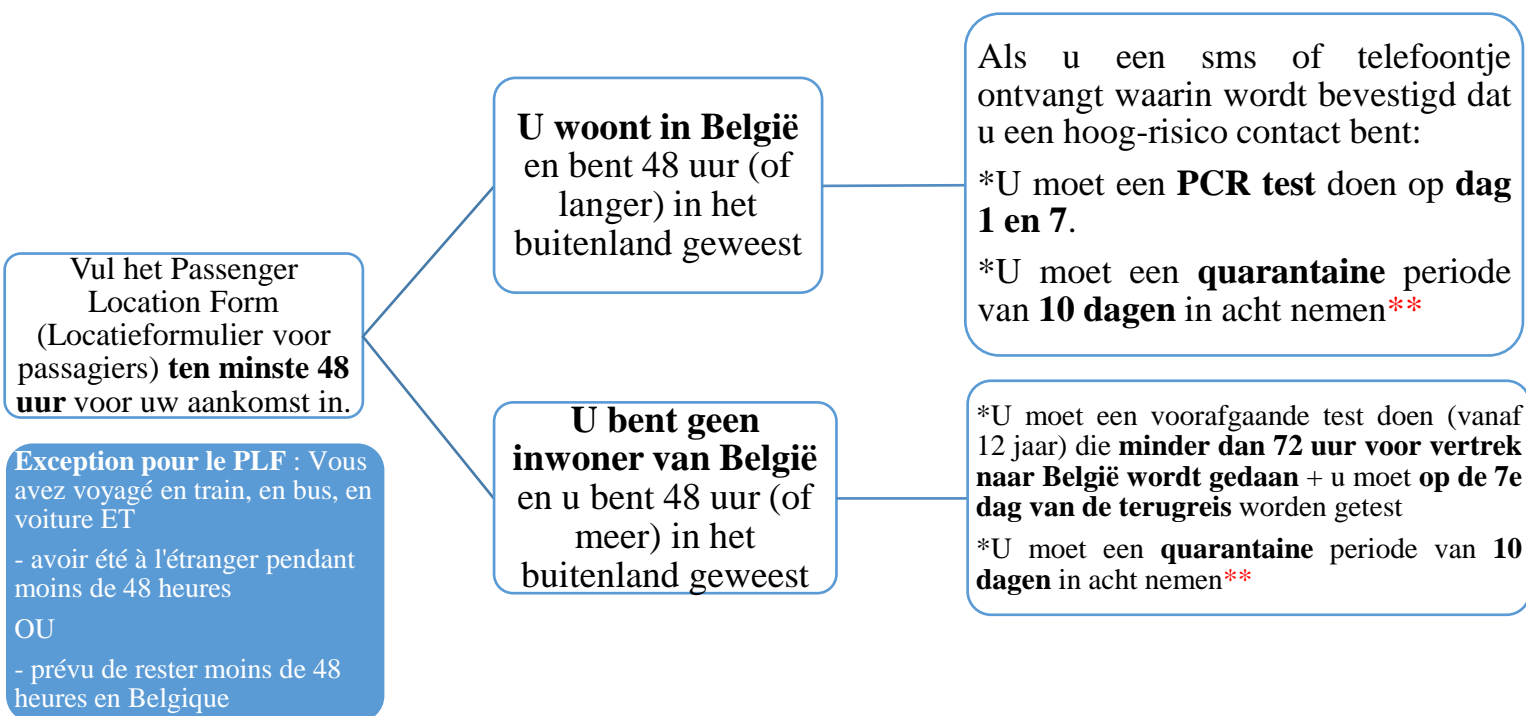 Vul het Passenger
Location Form
(Locatieformulier voor
passagiers) ten minste 48
uur voor uw aankomst in.
Exception pour le PLF : Vous
avez voyagé en train, en bus, en
voiture ET
- avoir été à l'étranger pendant
moins de 48 heures
OU
- prévu de rester moins de 48
heures en Belgique
U woont in België
en bent 48 uur (of
langer) in het
buitenland geweest
U bent geen
inwoner van België
en u bent 48 uur (of
meer) in het
buitenland geweest
Als u een sms of telefoontje
ontvangt waarin wordt bevestigd dat
u een hoog-risico contact bent:
*U moet een PCR test doen op dag
1 en 7.
*U moet een quarantaine periode
van 10 dagen in acht nemen**
*U moet een voorafgaande test doen (vanaf
12 jaar) die minder dan 72 uur voor vertrek
naar België wordt gedaan + u moet op de 7e
dag van de terugreis worden getest
*U moet een quarantaine periode van 10
dagen in acht nemen**